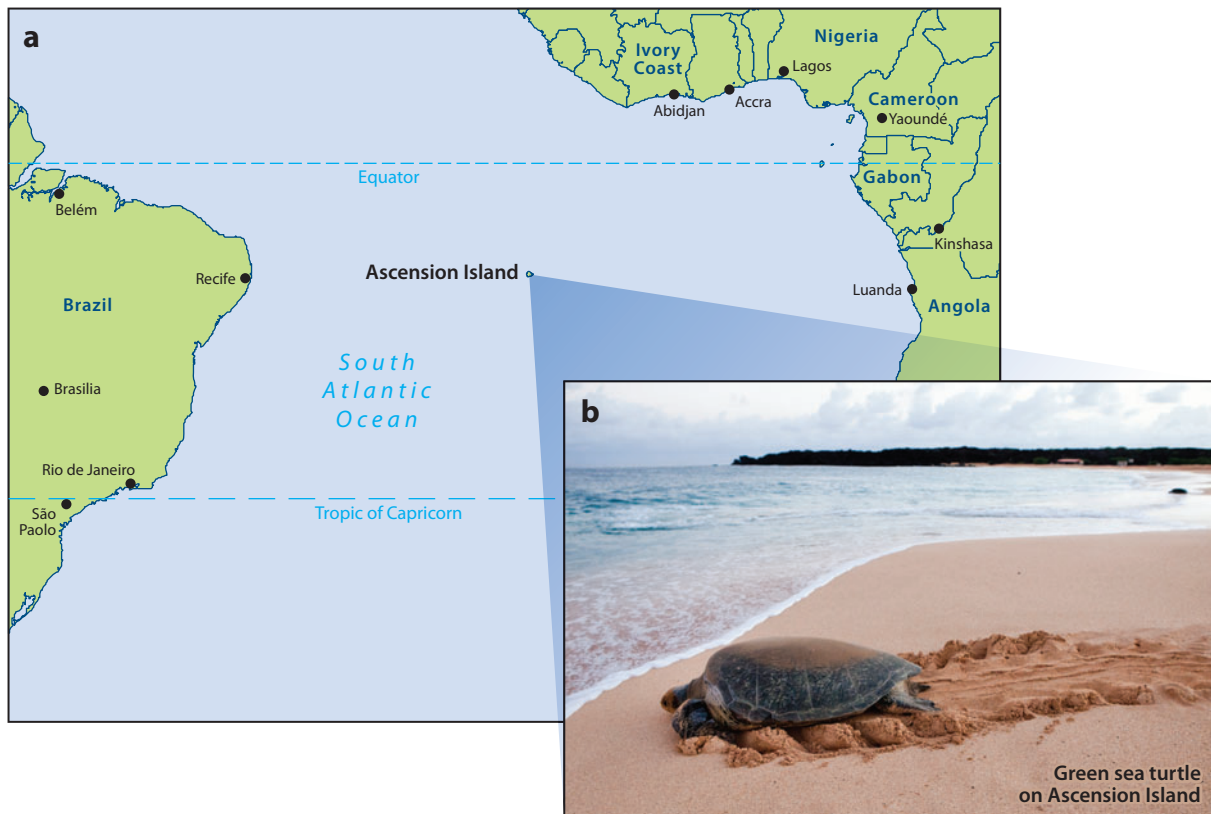 a
Nigeria
Ivory
Coast
Lagos
Abidjan
Accra
Cameroon
Yaoundé
Equator
Gabon
Belém
Kinshasa
Ascension Island
Recife
Luanda
Brazil
Angola
South
Atlantic
Ocean
Brasilia
Rio de Janeiro
São
Paolo
Tropic of Capricorn
b
Green sea turtle
on Ascension Island